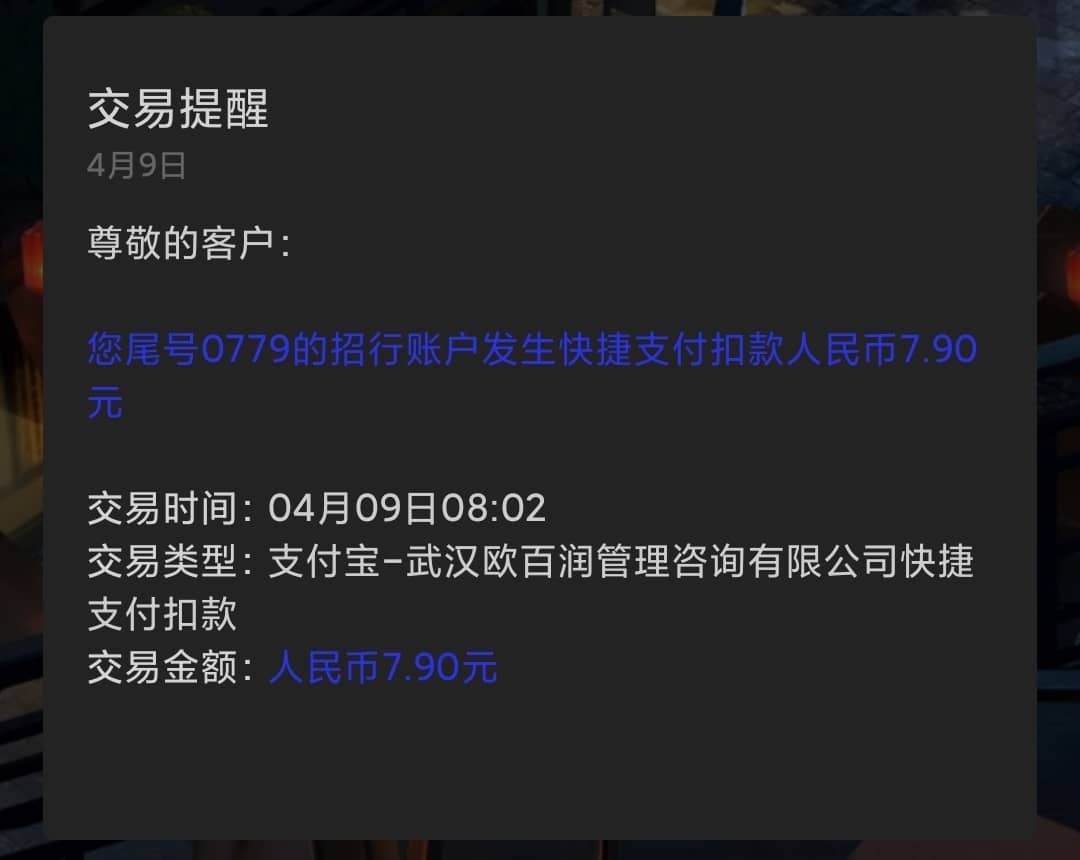 交易提醒
4月9日
尊敬的客户：
您尾号0779的招行账户发生快捷支付扣款人民币7.90
元
交易时间：04月09日08:02
交易类型：支付宝-武汉欧百润管理咨询有限公司快捷
支付扣款
交易金额：人民币7.90元